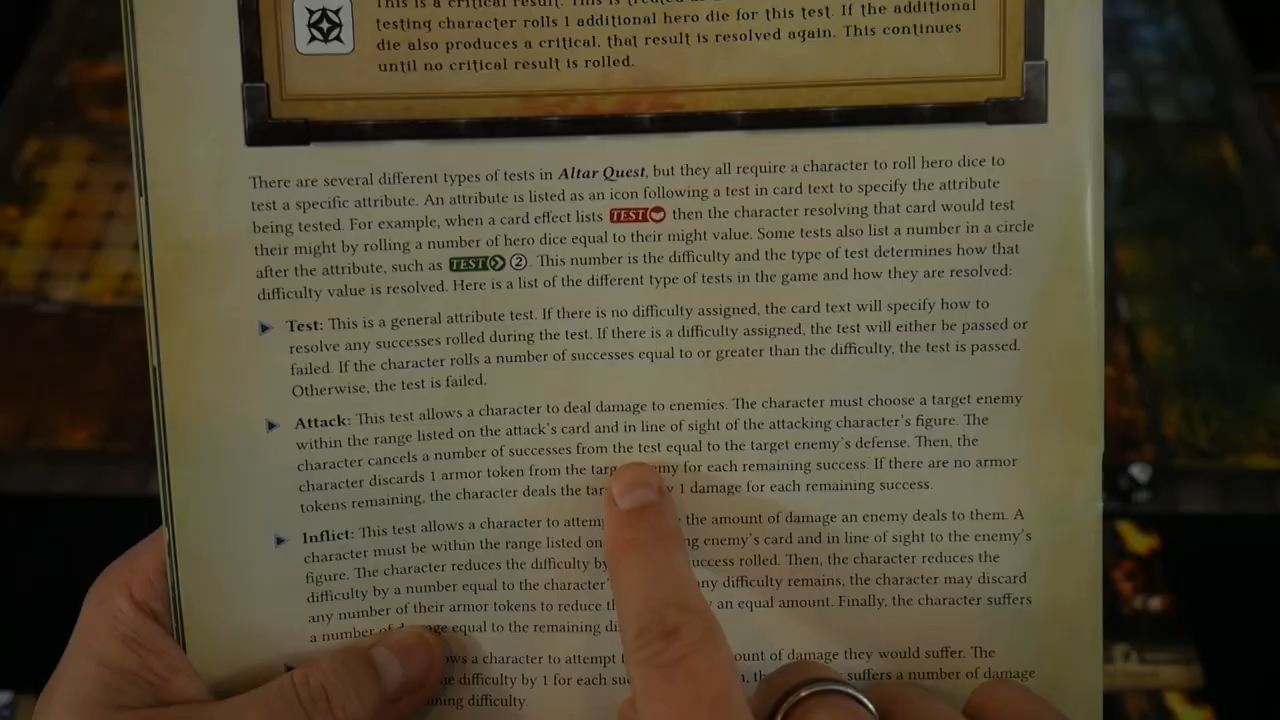 This is a critical result. This is treated as
testing character rolls 1 additional hero die for this test. If the additional
die also produces a critical, that result is resolved again. This continues
until no critical result is rolled.
There are several different types of tests in Altar Quest, but they all require a character to roll hero dice to
test a specific attribute. An attribute is listed as an icon following a test in card text to specify the attribute
being tested. For example, when a card effect lists TEST then the character resolving that card would test
their might by rolling a number of hero dice equal to their might value. Some tests also list a number in a circle
after the attribute, such as TEST 2. This number is the difficulty and the type of test determines how that
difficulty value is resolved. Here is a list of the different type of tests in the game and how they are resolved:
Test: This is a general attribute test. If there is no difficulty assigned, the card text will specify how to
resolve any successes rolled during the test. If there is a difficulty assigned, the test will either be passed or
failed. If the character rolls a number of successes equal to or greater than the difficulty, the test is passed.
Otherwise, the test is failed.
Attack: This test allows a character to deal damage to enemies. The character must choose a target enemy
within the range listed on the attack's card and in line of sight of the attacking character's figure. The
character cancels a number of successes from the test equal to the target enemy's defense. Then, the
character discards 1 armor token from the targ emy for each remaining success. If there are no armor
tokens remaining, the character deals the tar y 1 damage for each remaining success.
Inflict: This test allows a character to attemp the amount of damage an enemy deals to them. A
character must be within the range listed on ng enemy's card and in line of sight to the enemy's
figure. The character reduces the difficulty by uccess rolled. Then, the character reduces the
difficulty by a number equal to the character' any difficulty remains, the character may discard
any number of their armor tokens to reduce th y an equal amount. Finally, the character suffers
a number of age equal to the remaining di
ows a character to attempt t ount of damage they would suffer. The
e difficulty by 1 for each suc suffers a number of damage
aining difficulty.